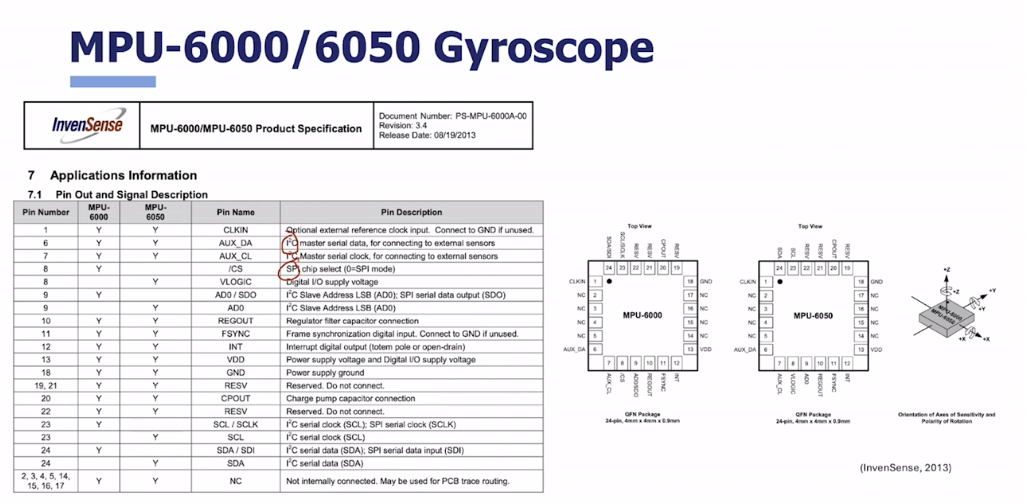 MPU-6000/6050 Gyroscope
InvenSense
MPU-6000/MPU-6050 Product Specification
Document Number: PS-MPU-6000A-00
Revision: 3.4
Release Date: 08/19/2013
7 Applications Information
7.1 Pin Out and Signal Description
Pin Number MPU-6000 MPU-6050 Pin Name Pin Description
1 Y Y CLKIN Optional external reference clock input. Connect to GND if unused.
6 Y Y AUX_DA I²C master serial data, for connecting to external sensors
7 Y Y AUX_CL I²C Master serial clock, for connecting to external sensors
8 Y /CS SPI chip select (0=SPI mode)
8 Y VLOGIC Digital I/O supply voltage
9 Y AD0 / SDO I²C Slave Address LSB (AD0); SPI serial data output (SDO)
9 Y AD0 I²C Slave Address LSB (AD0)
10 Y Y REGOUT Regulator filter capacitor connection
11 Y Y FSYNC Frame synchronization digital input. Connect to GND if unused.
12 Y Y INT Interrupt digital output (totem pole or open-drain)
13 Y Y VDD Power supply voltage and Digital I/O supply voltage
18 Y Y GND Power supply ground
19, 21 Y Y RESV Reserved. Do not connect.
20 Y Y CPOUT Charge pump capacitor connection
22 Y Y RESV Reserved. Do not connect.
23 Y SCL / SCLK I²C serial clock (SCL); SPI serial clock (SCLK)
23 Y SCL I²C serial clock (SCL)
24 Y SDA / SDI I²C serial data (SDA); SPI serial data input (SDI)
24 Y SDA I²C serial data (SDA)
2, 3, 4, 5, 14, 15, 16, 17 Y Y NC Not internally connected. May be used for PCB trace routing.
Top View
SDA/SDI SCL/SCLK RESV CPOUT RESV RESV
24 23 22 21 20 19
CLKIN 1 18 GND
NC 2 17 NC
NC 3 16 NC
MPU-6000
NC 4 15 NC
NC 5 14 NC
AUX_DA 6 13 VDD
7 8 9 10 11 12
AUX_CL /CS AD0/SDO REGOUT FSYNC INT
QFN Package
24-pin, 4mm x 4mm x 0.9mm
Top View
SDA SCL RESV RESV CPOUT RESV
24 23 22 21 20 19
CLKIN 1 18 GND
NC 2 17 NC
NC 3 16 NC
MPU-6050
NC 4 15 NC
NC 5 14 NC
AUX_DA 6 13 VDD
7 8 9 10 11 12
AUX_CL VLOGIC AD0 REGOUT FSYNC INT
QFN Package
24-pin, 4mm x 4mm x 0.9mm
+Z
+Z
+Y
+Y
MPU-6000
MPU-6050
+X
+X
Orientation of Axes of Sensitivity and
Polarity of Rotation
(InvenSense, 2013)